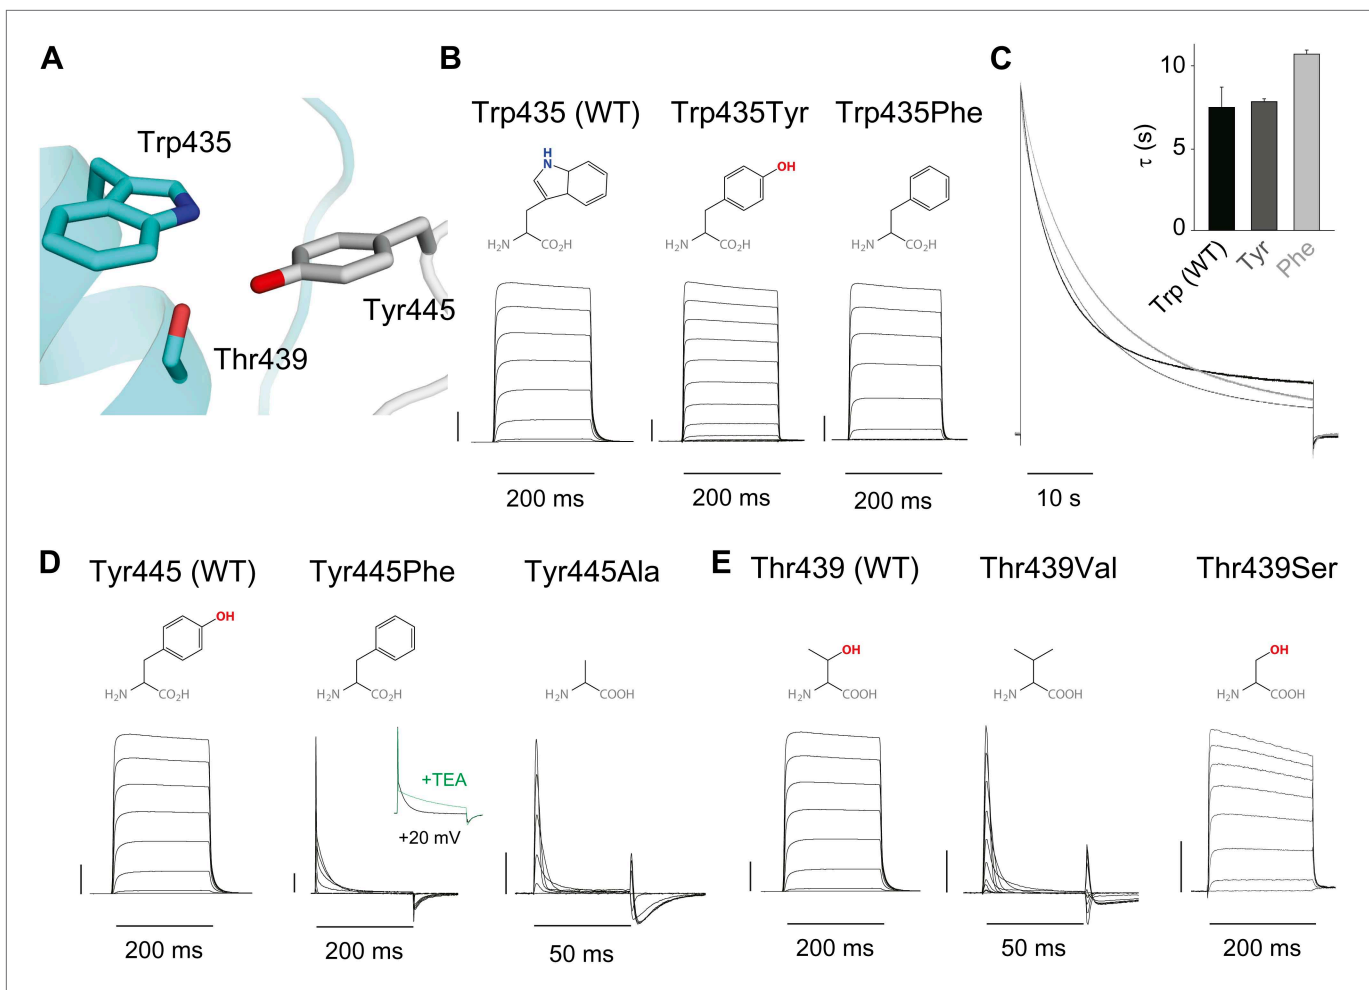 A
Trp435
Tyr445
Thr439
B
Trp435 (WT)
Trp435Tyr
Trp435Phe
H
N
H₂N
CO₂H
OH
H₂N
CO₂H
H₂N
CO₂H
200 ms
200 ms
200 ms
C
10
5
0
τ (s)
Trp (WT)
Tyr
Phe
10 s
D
Tyr445 (WT)
Tyr445Phe
Tyr445Ala
OH
H₂N
CO₂H
H₂N
CO₂H
H₂N
COOH
+TEA
+20 mV
200 ms
200 ms
50 ms
E
Thr439 (WT)
Thr439Val
Thr439Ser
OH
H₂N
COOH
H₂N
COOH
OH
H₂N
COOH
200 ms
50 ms
200 ms